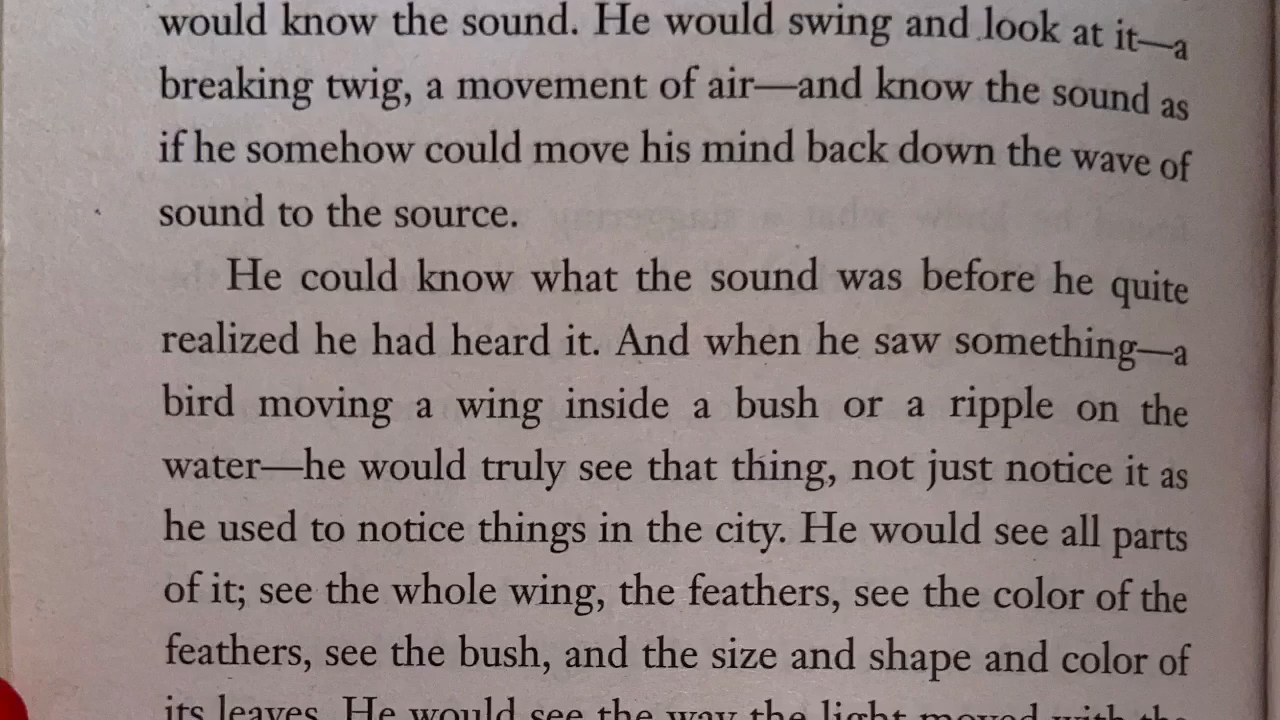 would know the sound. He would swing and look at it—a
breaking twig, a movement of air—and know the sound as
if he somehow could move his mind back down the wave of
sound to the source.
He could know what the sound was before he quite
realized he had heard it. And when he saw something—a
bird moving a wing inside a bush or a ripple on the
water—he would truly see that thing, not just notice it as
he used to notice things in the city. He would see all parts
of it; see the whole wing, the feathers, see the color of the
feathers, see the bush, and the size and shape and color of
its leaves. He would see the way the light moved with the